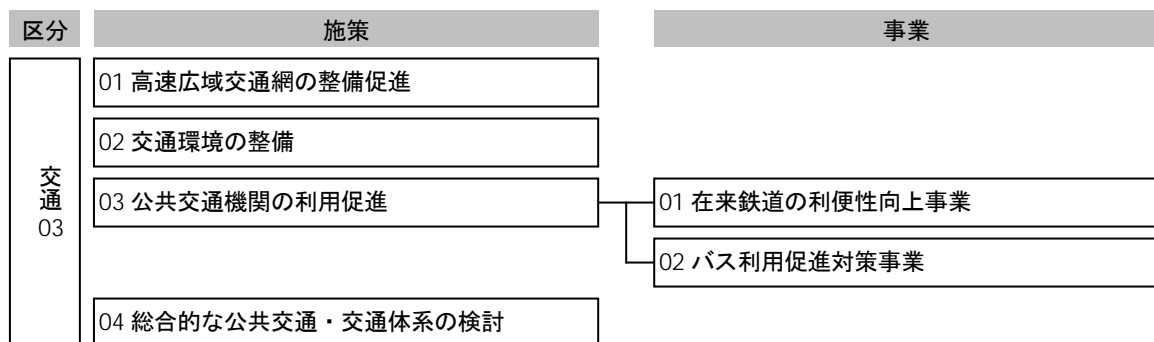 区分
施策
事業
交通
03
01 高速広域交通網の整備促進
02 交通環境の整備
03 公共交通機関の利用促進
01 在来鉄道の利便性向上事業
02 バス利用促進対策事業
04 総合的な公共交通・交通体系の検討